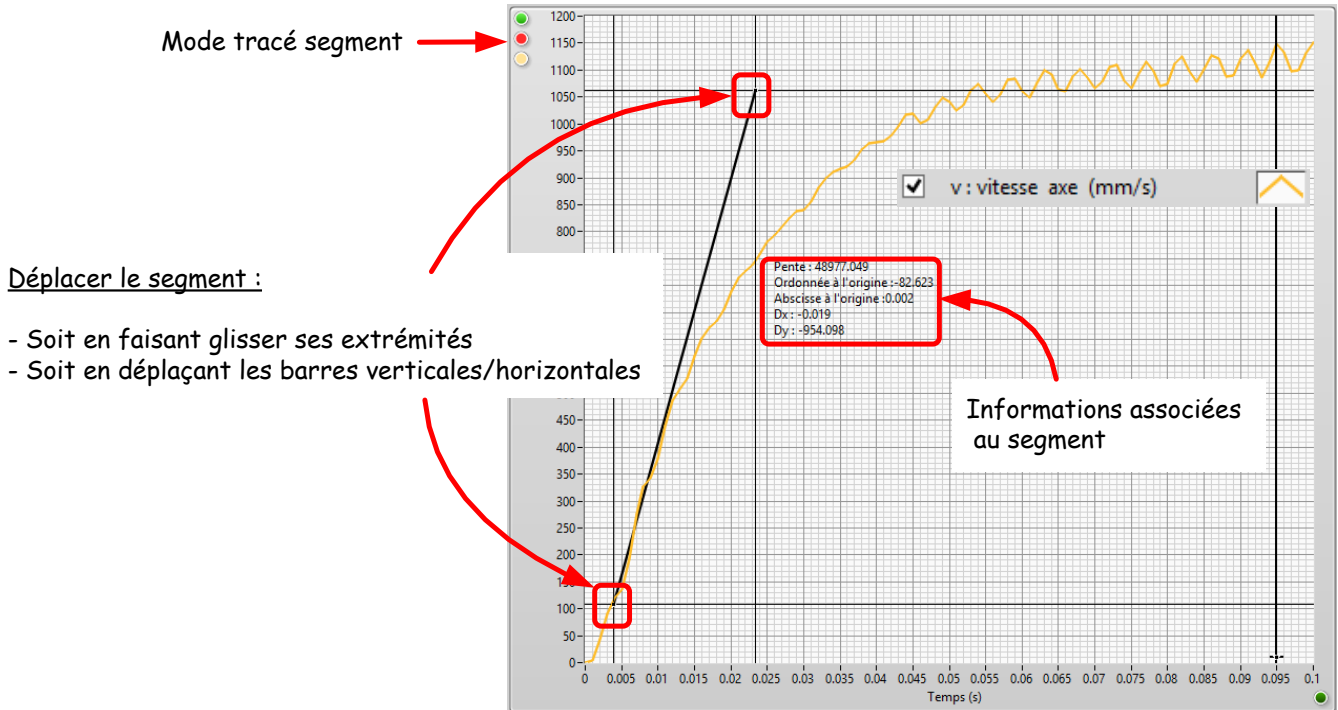 Mode tracé segment
Déplacer le segment :
- Soit en faisant glisser ses extrémités
- Soit en déplaçant les barres verticales/horizontales
1200
1150
1100
1050
1000
950
900
850
800
450
400
350
300
250
200
150
100
50
0
v : vitesse axe (mm/s)
Pente : 48977.049
Ordonnée à l'origine :-82.623
Abscisse à l'origine :0.002
Dx : -0.019
Dy : -954.098
Informations associées
au segment
0 0.005 0.01 0.015 0.02 0.025 0.03 0.035 0.04 0.045 0.05 0.055 0.06 0.065 0.07 0.075 0.08 0.085 0.09 0.095 0.1
Temps (s)